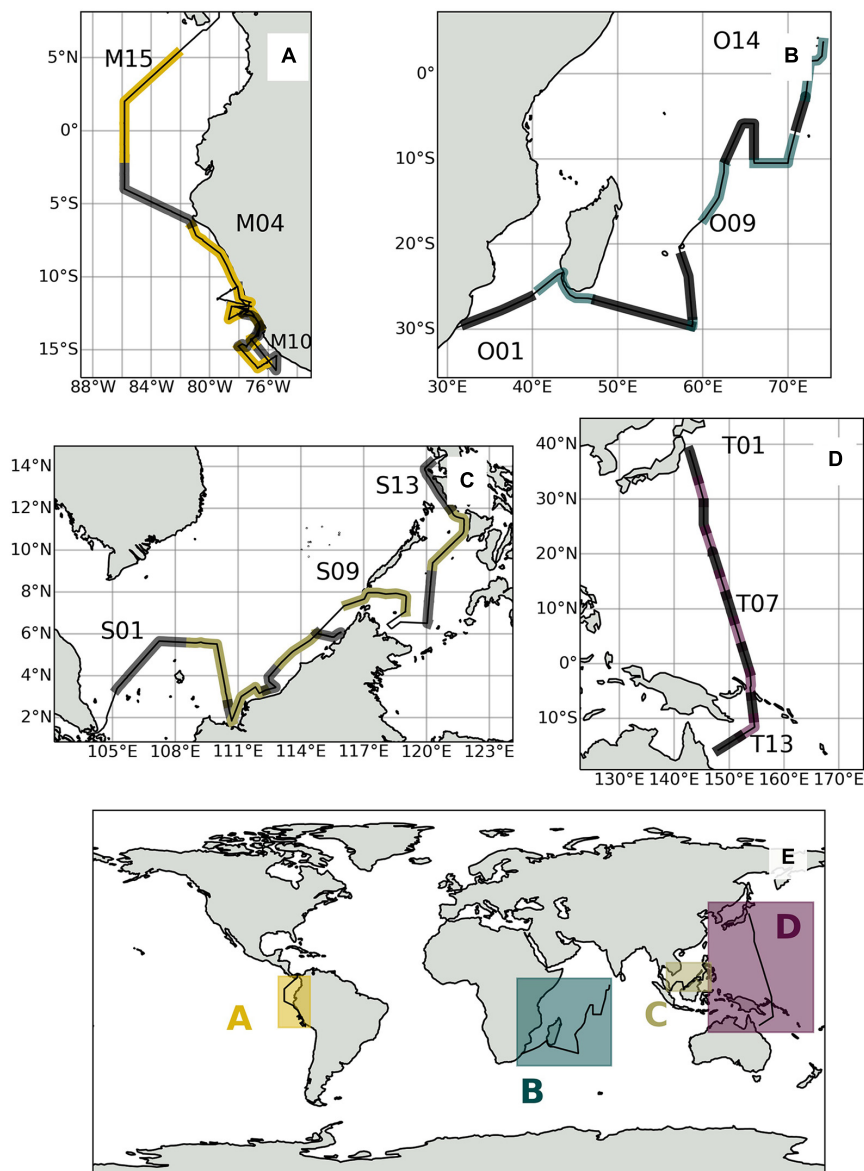 M15
A
5°N
0°
5°S
M04
10°S
M10
15°S
88°W 84°W 80°W 76°W
O14
B
0°
10°S
O09
20°S
30°S
O01
30°E 40°E 50°E 60°E 70°E
14°N
S13
C
12°N
10°N
S09
8°N
S01
6°N
4°N
2°N
105°E 108°E 111°E 114°E 117°E 120°E 123°E
40°N
T01
D
30°N
20°N
T07
10°N
0°
10°S
T13
130°E 140°E 150°E 160°E 170°E
E
D
A
C
B